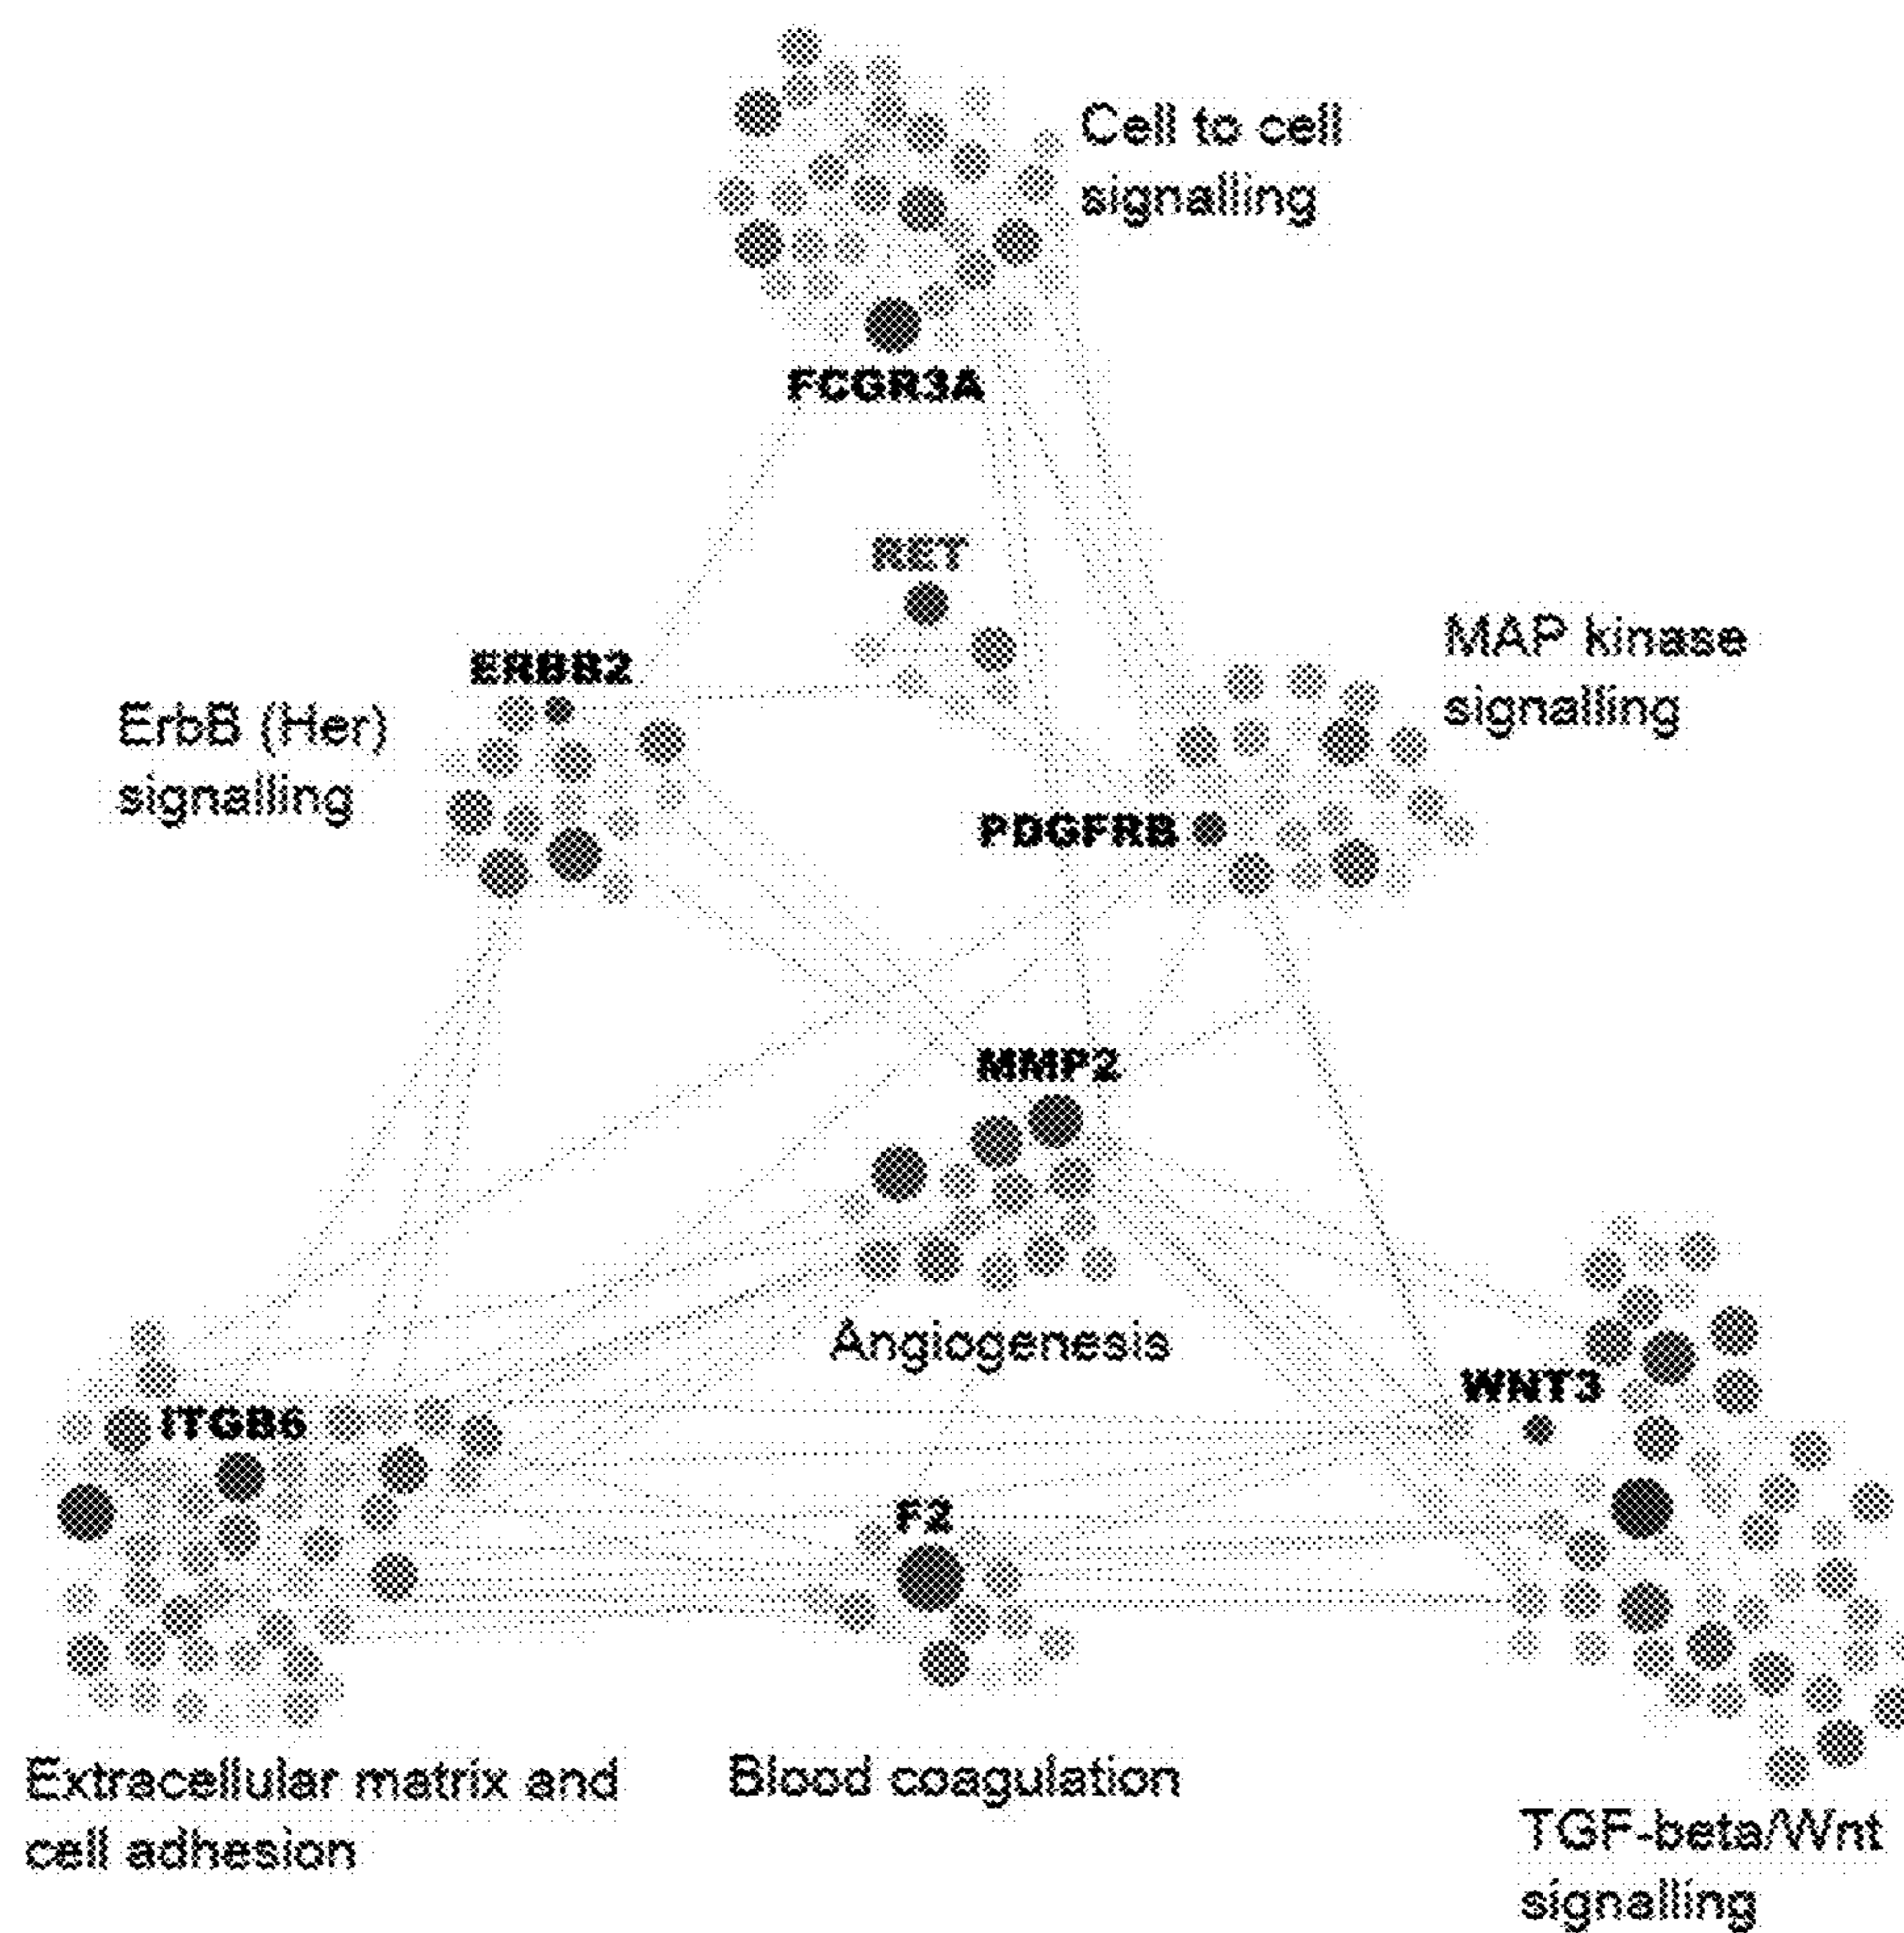 Cell to cell
signalling
FCGR3A
RET
MAP kinase
signalling
ERBB2
ErbB (Her)
signalling
PDGFRB
MMP2
Angiogenesis
WNT3
ITGB6
F2
Extracellular matrix and
cell adhesion
Blood coagulation
TGF-beta/Wnt
signalling